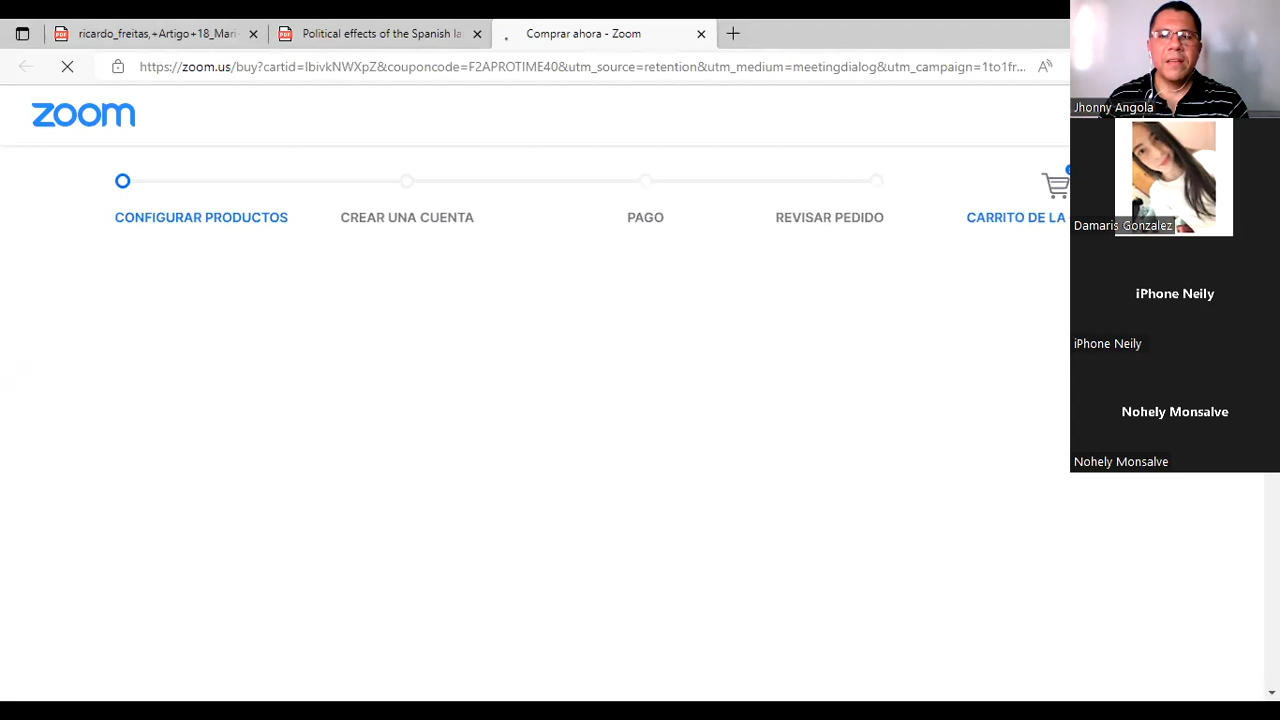 ricardo_freitas,+Artigo+18_Mari
Political effects of the Spanish la
Comprar ahora - Zoom
https://zoom.us/buy?cartid=IbivkNWXpZ&couponcode=F2APROTIME40&utm_source=retention&utm_medium=meetingdialog&utm_campaign=1to1fr...
zoom
CONFIGURAR PRODUCTOS
CREAR UNA CUENTA
PAGO
REVISAR PEDIDO
CARRITO DE LA
Jhonny Angola
Damaris Gonzalez
iPhone Neily
iPhone Neily
Nohely Monsalve
Nohely Monsalve